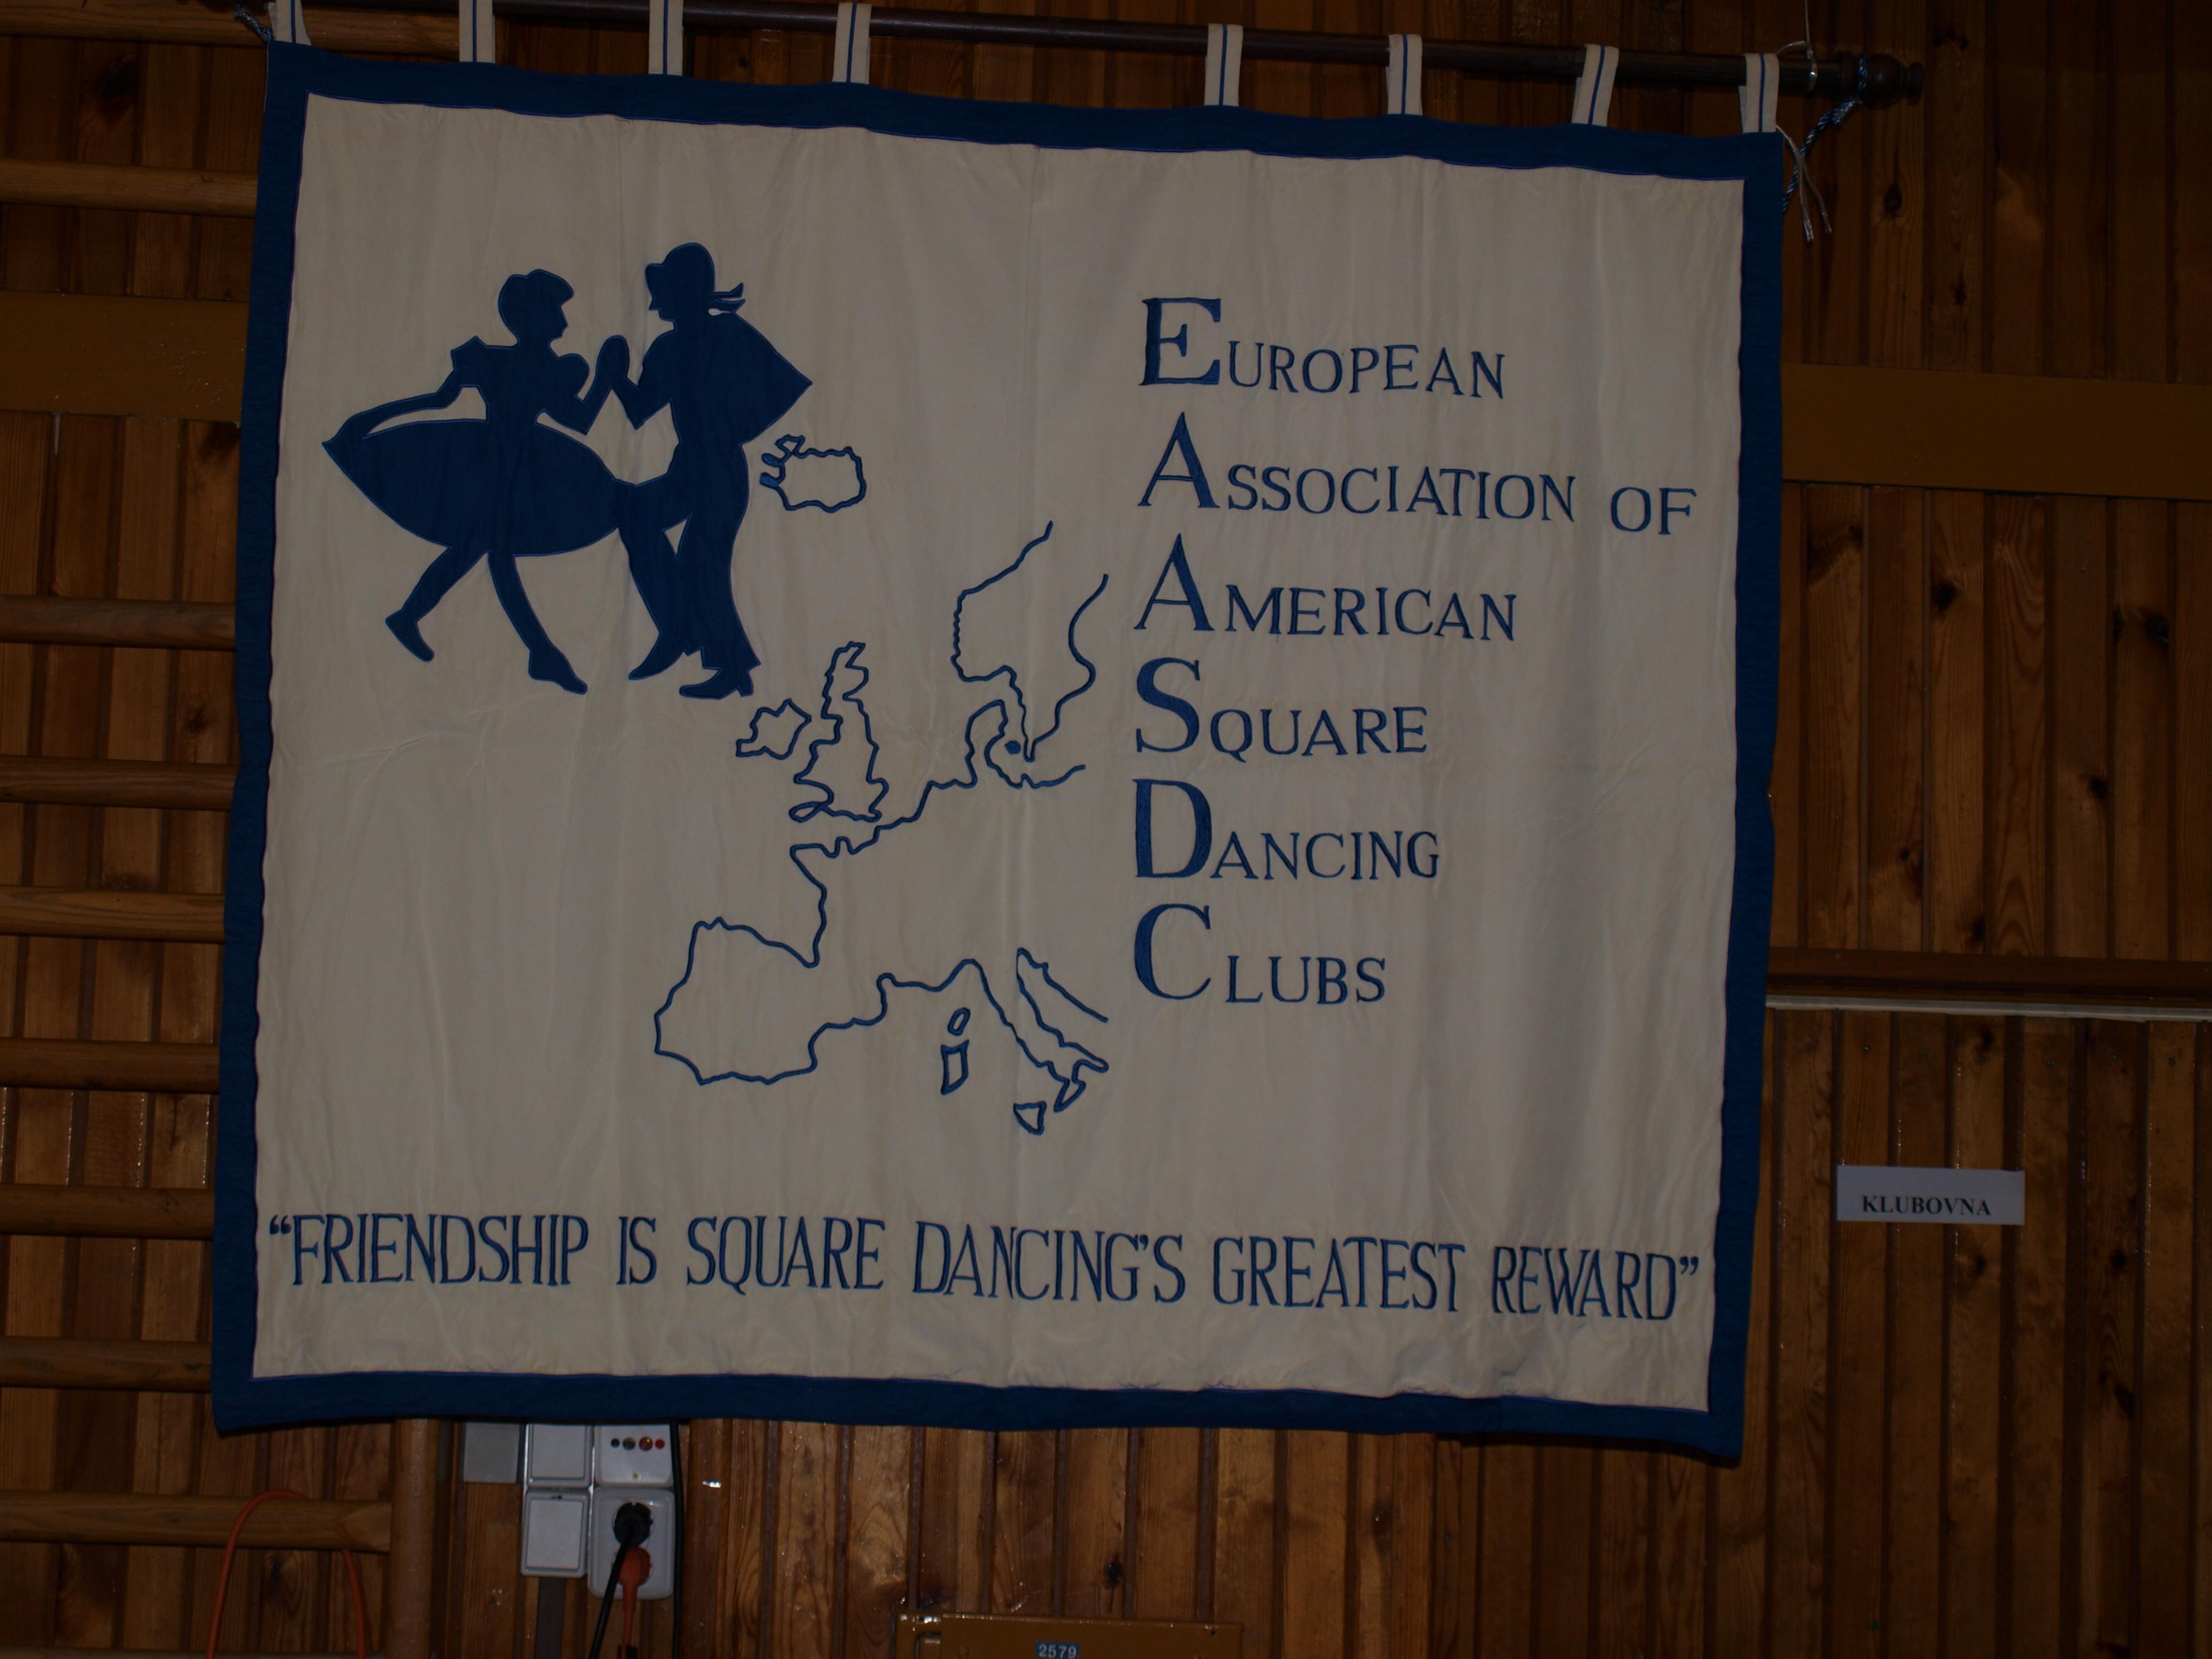 EUROPEAN
ASSOCIATION OF
AMERICAN
SQUARE
DANCING
CLUBS
“FRIENDSHIP IS SQUARE DANCING’S GREATEST REWARD”
KLUBOVNA
2579